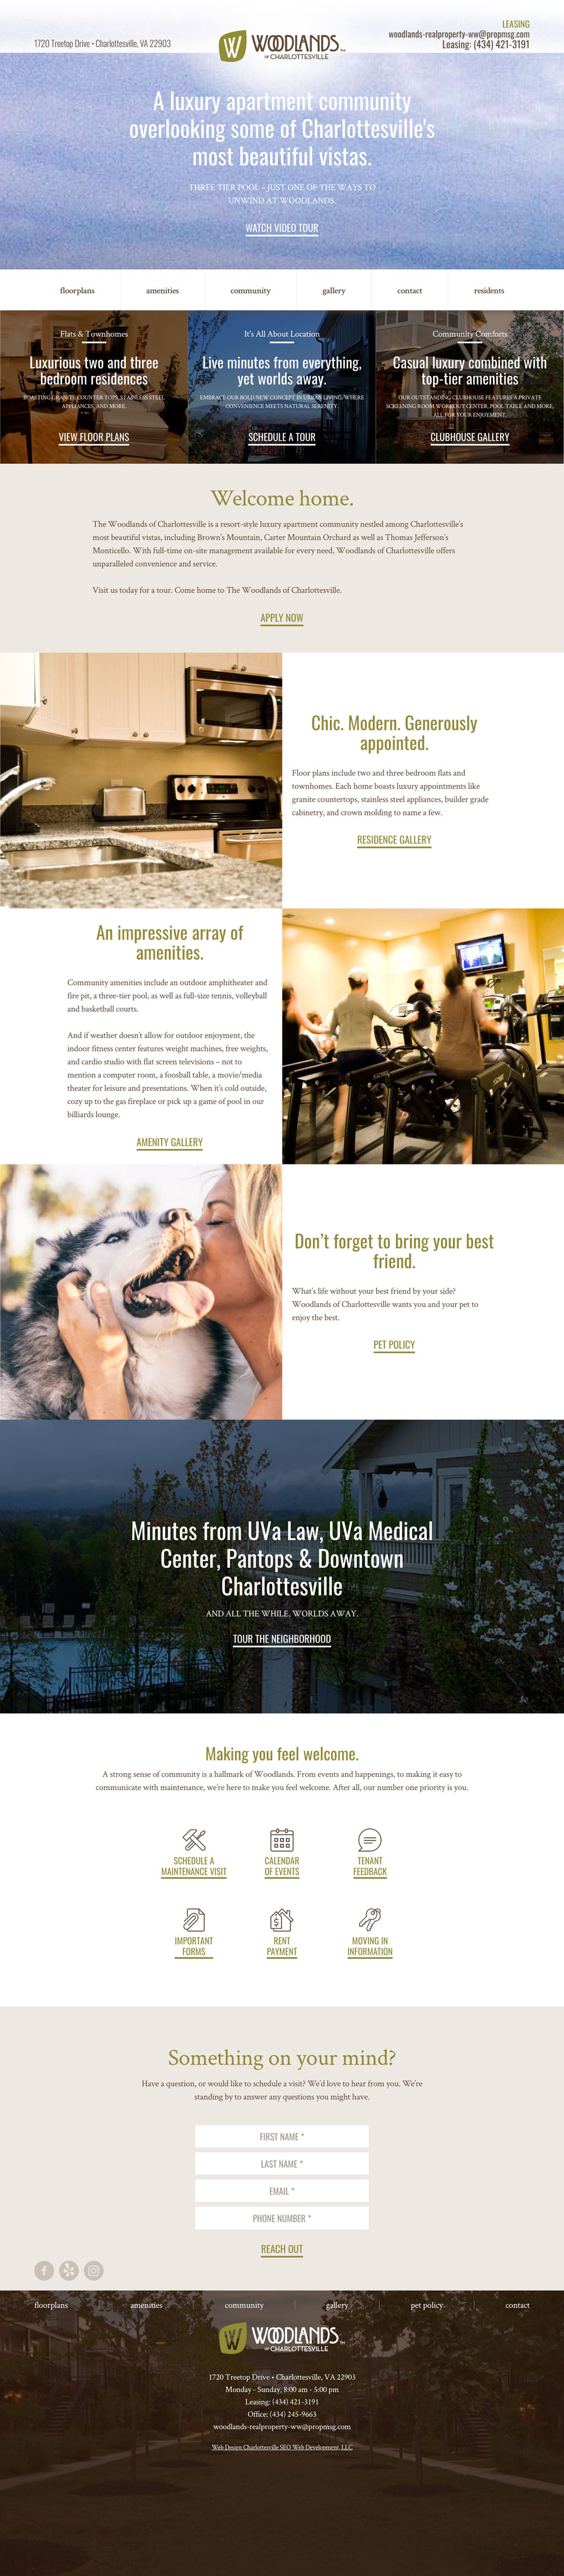 LEASING
woodlands-realproperty-ww@propmsg.com
1720 Treetop Drive • Charlottesville, VA 22903
WOODLANDS™
OF CHARLOTTESVILLE
Leasing: (434) 421-3191
A luxury apartment community
overlooking some of Charlottesville's
most beautiful vistas.
THREE TIER POOL - JUST ONE OF THE WAYS TO
UNWIND AT WOODLANDS.
WATCH VIDEO TOUR
floorplans
amenities
community
gallery
contact
residents
Flats & Townhomes
Luxurious two and three
bedroom residences
BOASTING GRANITE COUNTER TOPS, STAINLESS STEEL
APPLIANCES, AND MORE.
VIEW FLOOR PLANS
It's All About Location
Live minutes from everything,
yet worlds away.
EMBRACE OUR BOLD NEW CONCEPT IN URBAN LIVING, WHERE
CONVENIENCE MEETS NATURAL SERENITY.
SCHEDULE A TOUR
Community Comforts
Casual luxury combined with
top-tier amenities
OUR OUTSTANDING CLUBHOUSE FEATURES A PRIVATE
SCREENING ROOM, WORKOUT CENTER, POOL TABLE AND MORE,
ALL FOR YOUR ENJOYMENT.
CLUBHOUSE GALLERY
Welcome home.
The Woodlands of Charlottesville is a resort-style luxury apartment community nestled among Charlottesville's
most beautiful vistas, including Brown's Mountain, Carter Mountain Orchard as well as Thomas Jefferson's
Monticello. With full-time on-site management available for every need, Woodlands of Charlottesville offers
unparalleled convenience and service.
Visit us today for a tour. Come home to The Woodlands of Charlottesville.
APPLY NOW
Chic. Modern. Generously
appointed.
Floor plans include two and three bedroom flats and
townhomes. Each home boasts luxury appointments like
granite countertops, stainless steel appliances, builder grade
cabinetry, and crown molding to name a few.
RESIDENCE GALLERY
An impressive array of
amenities.
Community amenities include an outdoor amphitheater and
fire pit, a three-tier pool, as well as full-size tennis, volleyball
and basketball courts.
And if weather doesn't allow for outdoor enjoyment, the
indoor fitness center features weight machines, free weights,
and cardio studio with flat screen televisions – not to
mention a computer room, a foosball table, a movie/media
theater for leisure and presentations. When it's cold outside,
cozy up to the gas fireplace or pick up a game of pool in our
billiards lounge.
AMENITY GALLERY
Don't forget to bring your best
friend.
What's life without your best friend by your side?
Woodlands of Charlottesville wants you and your pet to
enjoy the best.
PET POLICY
Minutes from UVa Law, UVa Medical
Center, Pantops & Downtown
Charlottesville
AND ALL THE WHILE, WORLDS AWAY.
TOUR THE NEIGHBORHOOD
Making you feel welcome.
A strong sense of community is a hallmark of Woodlands. From events and happenings, to making it easy to
communicate with maintenance, we're here to make you feel welcome. After all, our number one priority is you.
SCHEDULE A
MAINTENANCE VISIT
CALENDAR
OF EVENTS
TENANT
FEEDBACK
IMPORTANT
FORMS
RENT
PAYMENT
MOVING IN
INFORMATION
Something on your mind?
Have a question, or would like to schedule a visit? We'd love to hear from you. We're
standing by to answer any questions you might have.
FIRST NAME *
LAST NAME *
EMAIL *
PHONE NUMBER *
REACH OUT
floorplans
amenities
community
gallery
pet policy
contact
WOODLANDS™
OF CHARLOTTESVILLE
1720 Treetop Drive • Charlottesville, VA 22903
Monday - Sunday, 8:00 am - 5:00 pm
Leasing: (434) 421-3191
Office: (434) 245-9663
woodlands-realproperty-ww@propmsg.com
Web Design Charlottesville SEO Web Development, LLC